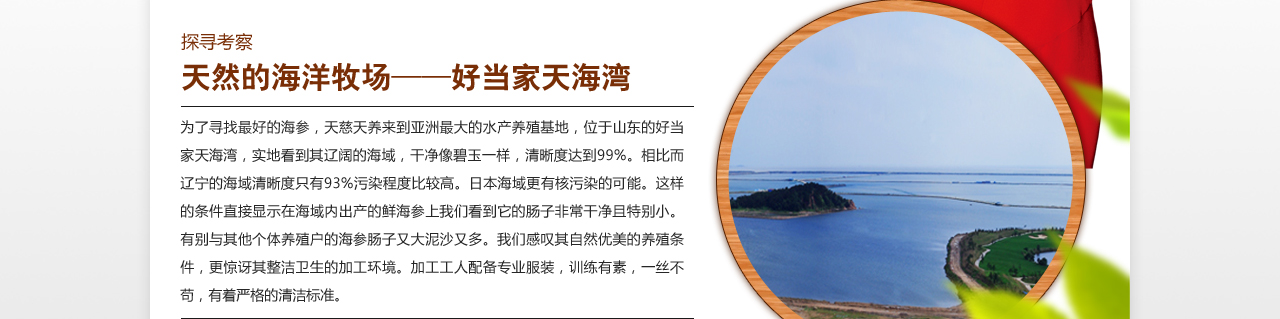 探寻考察
天然的海洋牧场——好当家天海湾
为了寻找最好的海参，天慈天养来到亚洲最大的水产养殖基地，位于山东的好当
家天海湾，实地看到其辽阔的海域，干净像碧玉一样，清晰度达到99%。相比而
辽宁的海域清晰度只有93%污染程度比较高。日本海域更有核污染的可能。这样
的条件直接显示在海域内出产的鲜海参上我们看到它的肠子非常干净且特别小。
有别与其他个体养殖户的海参肠子又大泥沙又多。我们感叹其自然优美的养殖条
件，更惊讶其整洁卫生的加工环境。加工工人配备专业服装，训练有素，一丝不
苟，有着严格的清洁标准。